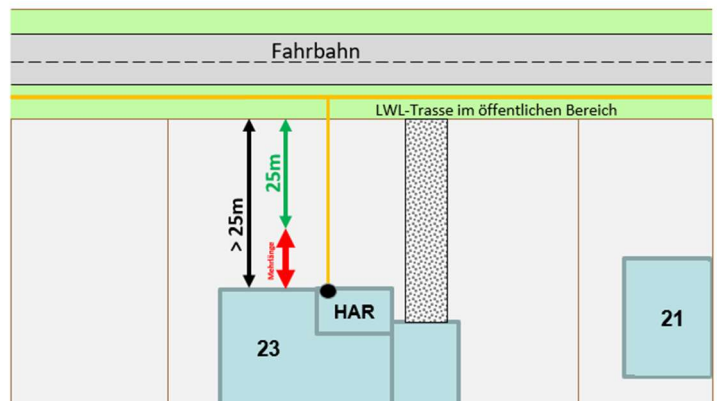 Fahrbahn
LWL-Trasse im öffentlichen Bereich
25m
> 25m
Mehrlänge
HAR
23
21